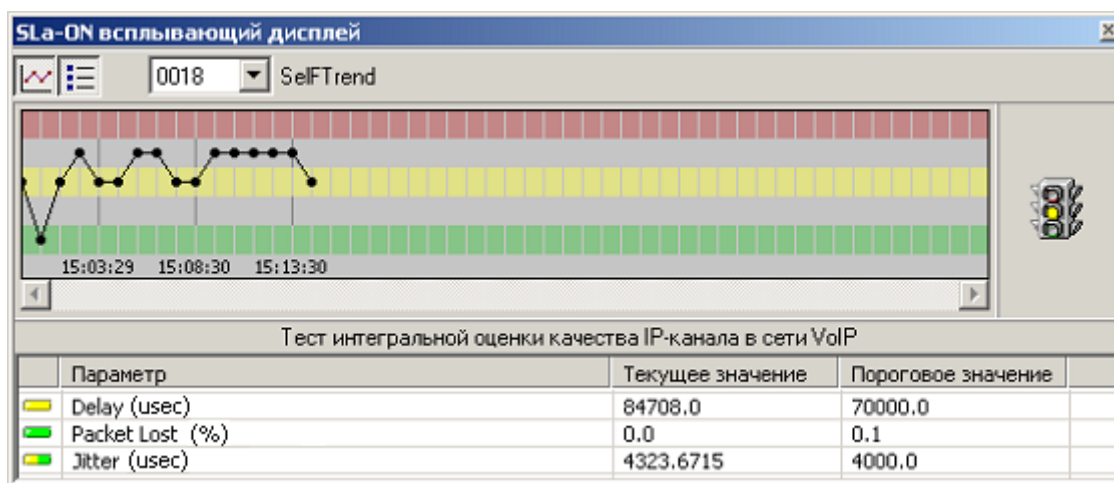 SLa-ON всплывающий дисплей
0018 SelFTrend
15:03:29 15:08:30 15:13:30
Тест интегральной оценки качества IP-канала в сети VoIP
Параметр Текущее значение Пороговое значение
Delay (usec) 84708.0 70000.0
Packet Lost (%) 0.0 0.1
Jitter (usec) 4323.6715 4000.0